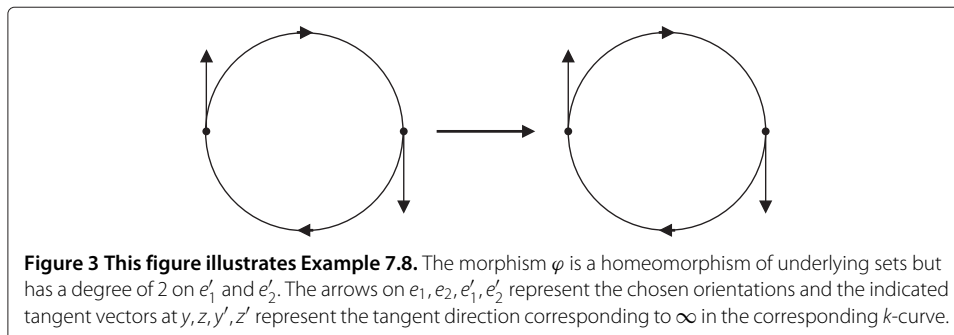 Figure 3 This figure illustrates Example 7.8. The morphism φ is a homeomorphism of underlying sets but
has a degree of 2 on e′₁ and e′₂. The arrows on e₁, e₂, e′₁, e′₂ represent the chosen orientations and the indicated
tangent vectors at y, z, y′, z′ represent the tangent direction corresponding to ∞ in the corresponding k-curve.